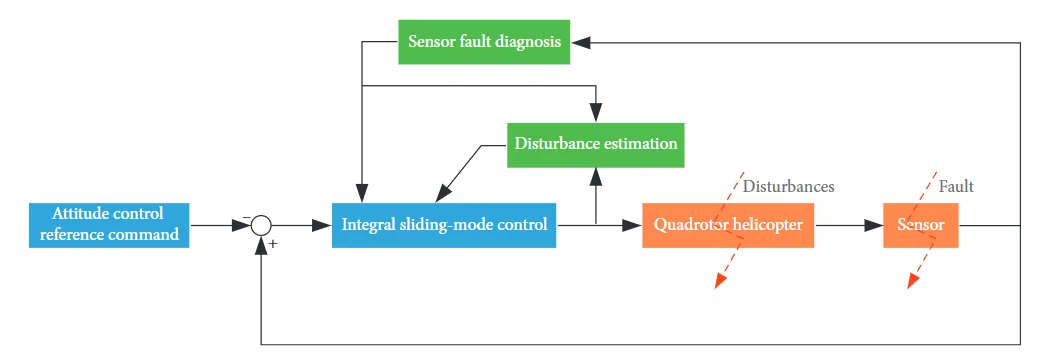 Sensor fault diagnosis
Disturbance estimation
Disturbances
Fault
Attitude control
reference command
−
+
Integral sliding-mode control
Quadrotor helicopter
Sensor